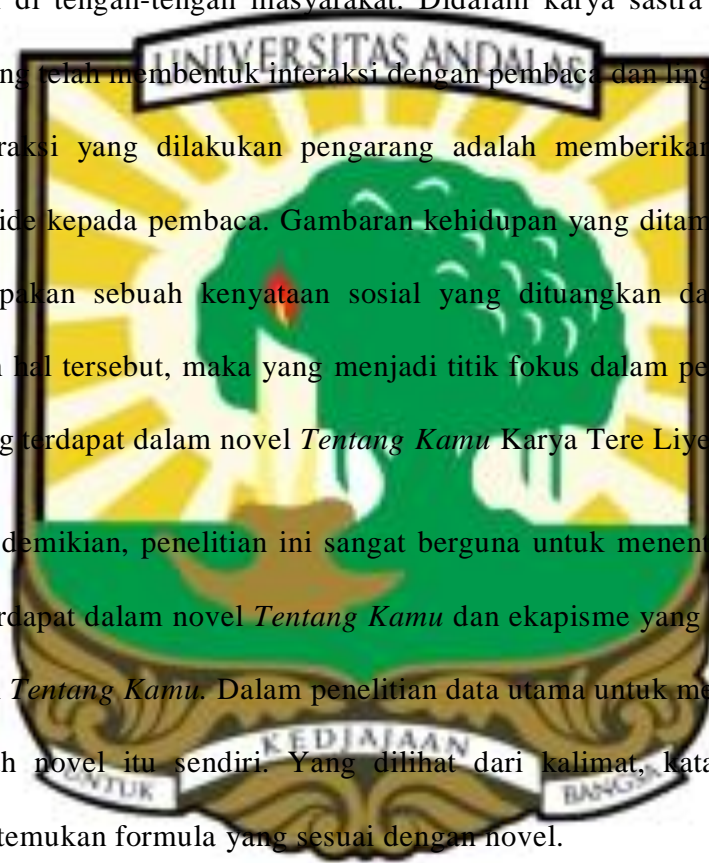 di tengah-tengah masyarakat. Didalam karya sastra
UNIVERSITAS ANDALAS
telah membentuk interaksi dengan pembaca dan
yang dilakukan pengarang adalah memberikan
ide kepada pembaca. Gambaran kehidupan yang
sebuah kenyataan sosial yang dituangkan
hal tersebut, maka yang menjadi titik fokus dalam
terdapat dalam novel Tentang Kamu Karya Tere Liye
demikian, penelitian ini sangat berguna untuk
dalam novel Tentang Kamu dan ekapisme yang
Tentang Kamu. Dalam penelitian data utama untuk
novel itu sendiri. Yang dilihat dari kalimat, kata
UNTUK KEDJAJAAN BANGSA
formula yang sesuai dengan novel.